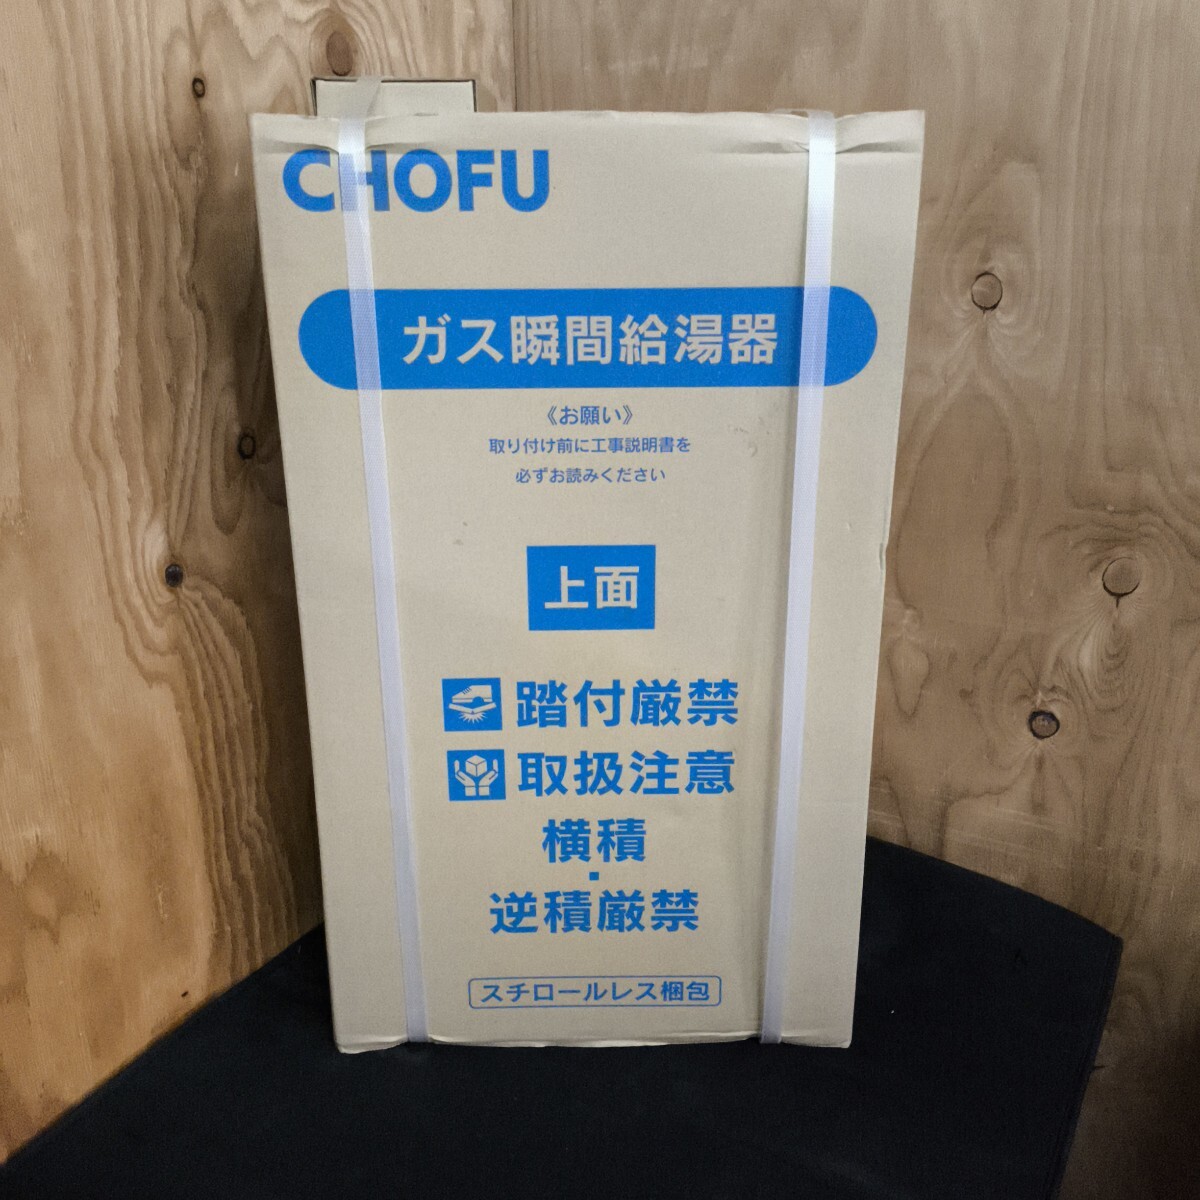 CHOFU
ガス瞬間給湯器
《お願い》
取り付け前に工事説明書を
必ずお読みください
上面
踏付厳禁
取扱注意
横積
・
逆積厳禁
スチロールレス梱包